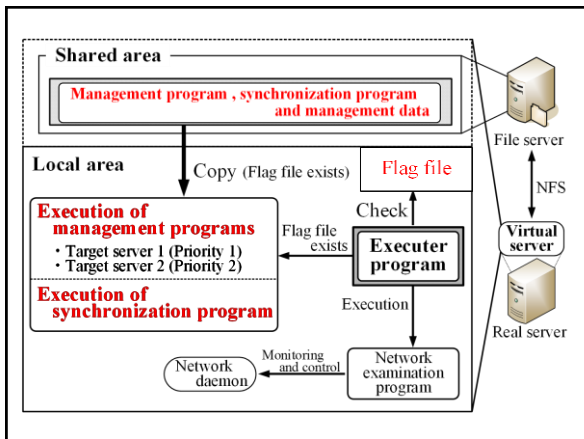 Shared area
Management program , synchronization program
and management data
File server
NFS
Virtual
server
Real server
Local area
Copy (Flag file exists)
Flag file
Check
Execution of
management programs
・Target server 1 (Priority 1)
・Target server 2 (Priority 2)
Execution of
synchronization program
Flag file
exists
Executer
program
Execution
Network
examination
program
Monitoring
and control
Network
daemon